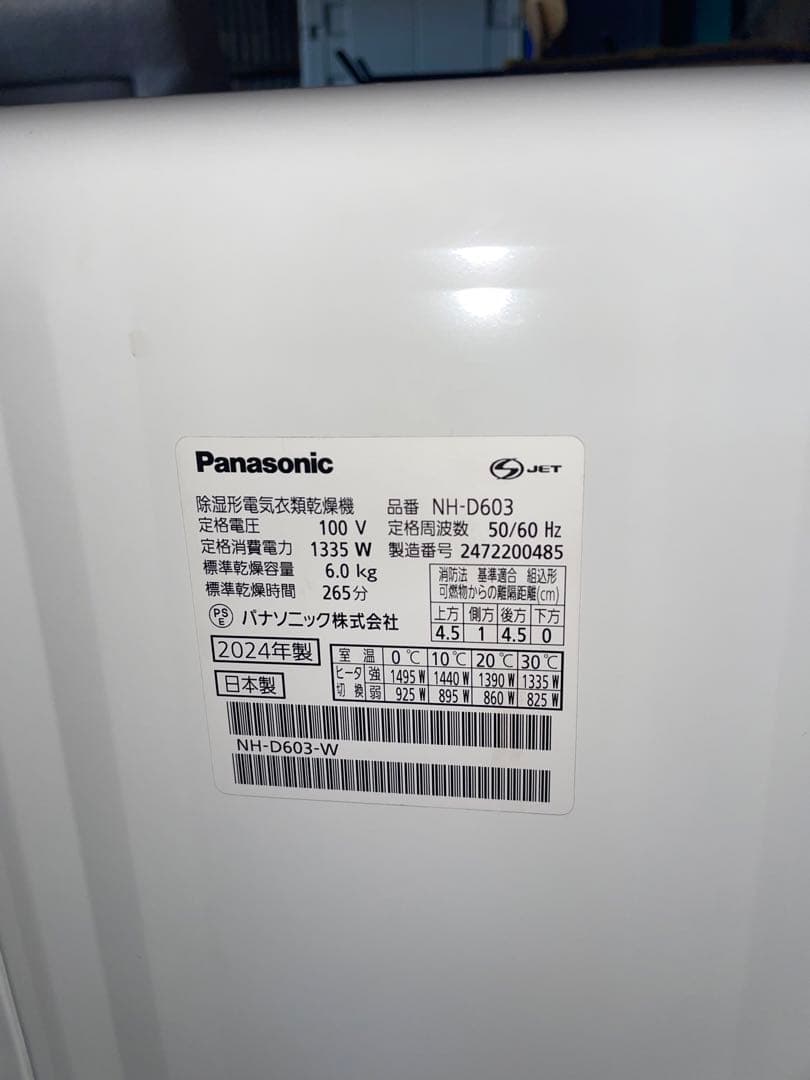 Panasonic
S JET
除湿形電気衣類乾燥機 品番 NH-D603
定格電圧 100 V 定格周波数 50/60 Hz
定格消費電力 1335 W 製造番号 2472200485
標準乾燥容量 6.0 kg
標準乾燥時間 265分
消防法 基準適合 組込形
可燃物からの離隔距離(cm)
上方 側方 後方 下方
4.5 1 4.5 0
PS E パナソニック株式会社
2024年製
日本製
室温 0℃ 10℃ 20℃ 30℃
ヒータ切換 強 1495 W 1440 W 1390 W 1335 W
弱 925 W 895 W 860 W 825 W
NH-D603-W